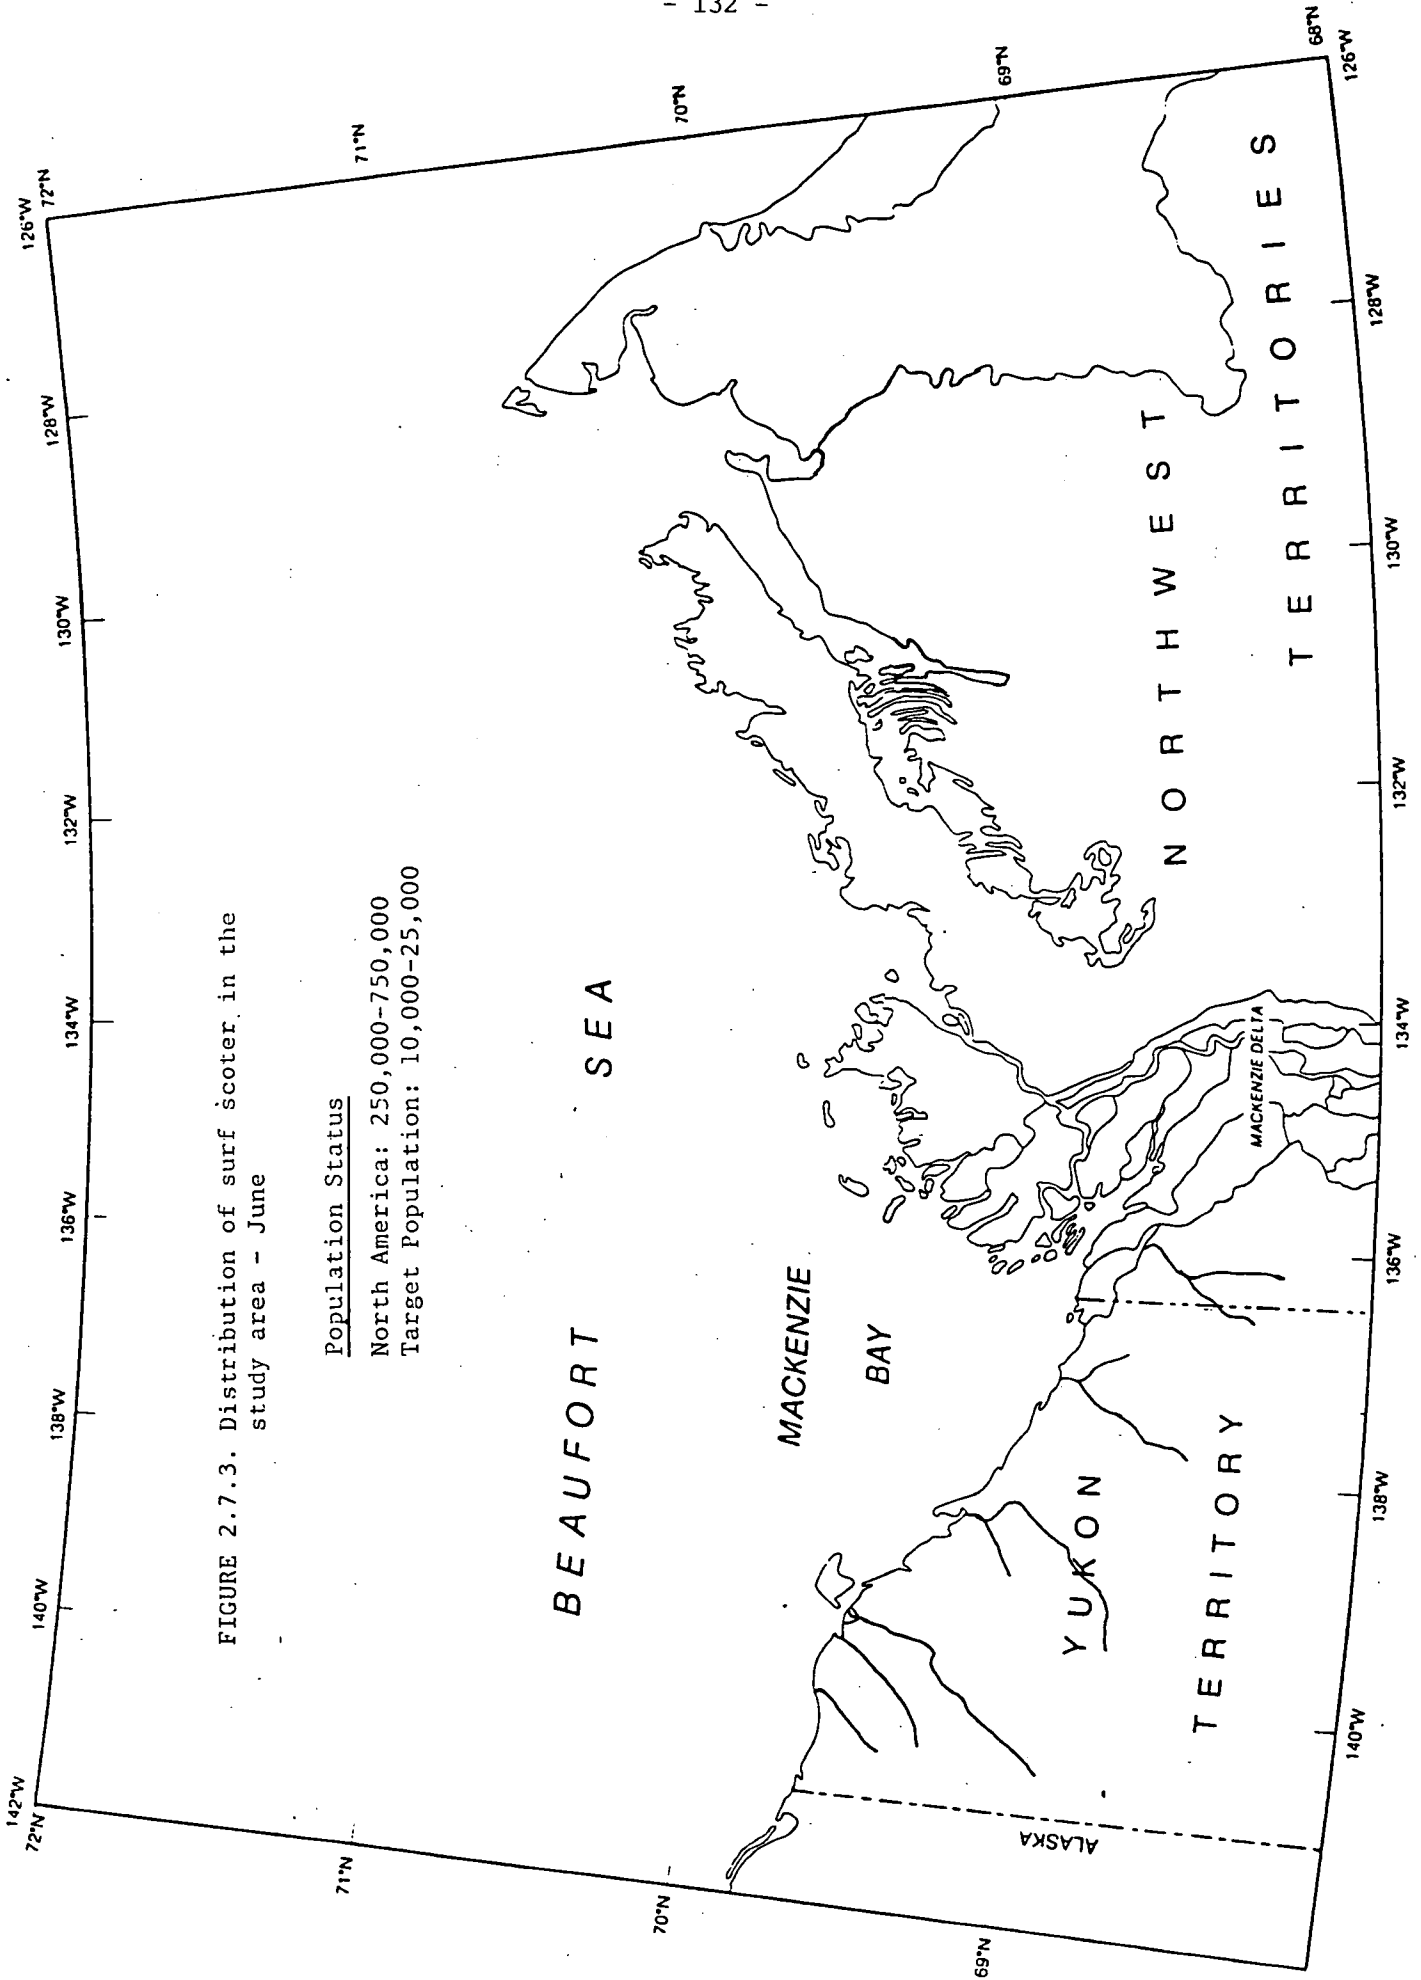 - 132 -
FIGURE 2.7.3. Distribution of surf scoter in the
study area - June
Population Status
North America: 250,000-750,000
Target Population: 10,000-25,000
142°W
140°W
138°W
136°W
134°W
132°W
130°W
128°W
126°W
72°N
72°N
71°N
71°N
70°N
70°N
69°N
69°N
68°N
BEAUFORT SEA
MACKENZIE
BAY
MACKENZIE DELTA
ALASKA
YUKON
TERRITORY
NORTHWEST
TERRITORIES
140°W
138°W
136°W
134°W
132°W
130°W
128°W
126°W